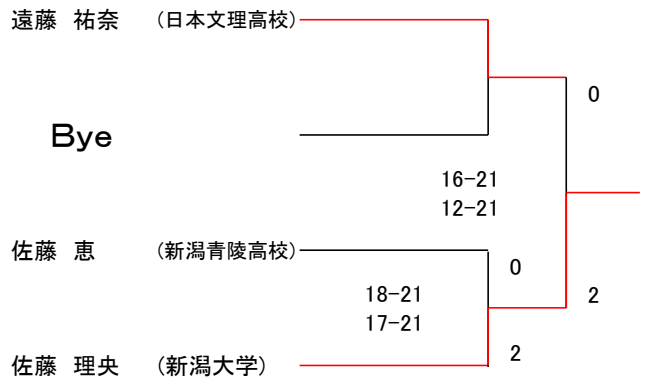 遠藤 祐奈 (日本文理高校)
0
Bye
16-21
12-21
佐藤 恵 (新潟青陵高校)
0
18-21
17-21
2
2
佐藤 理央 (新潟大学)